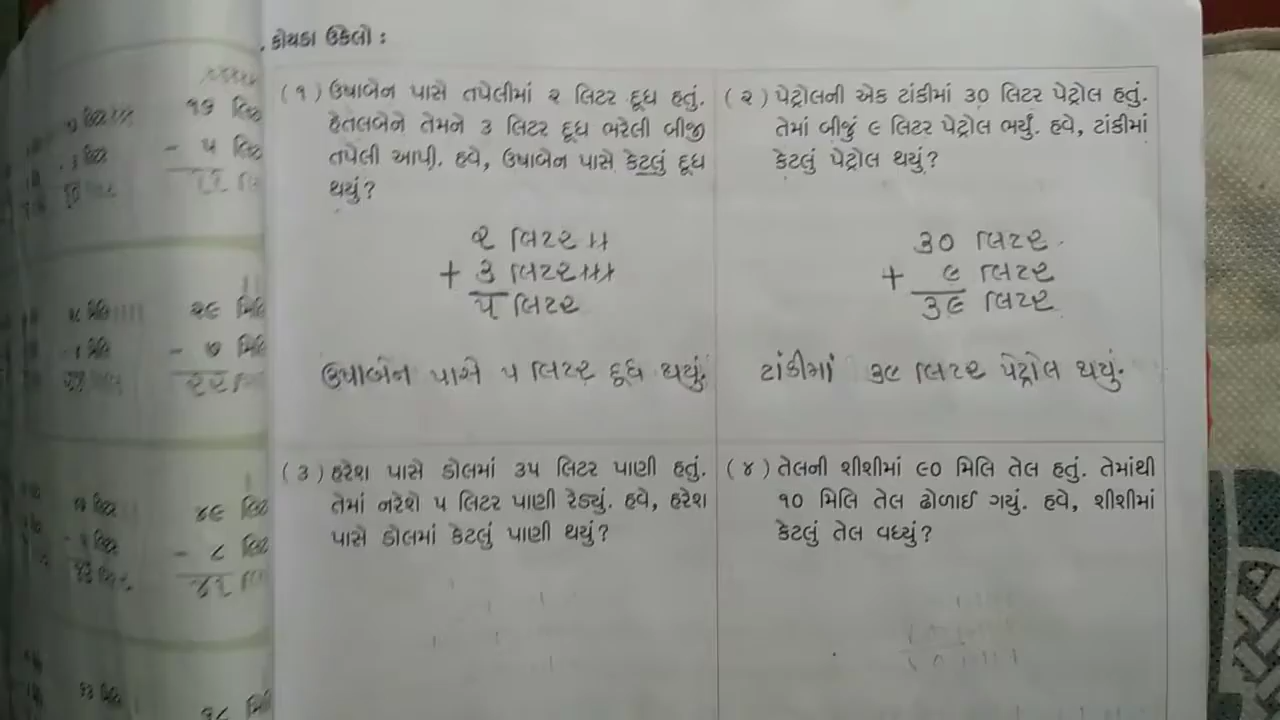 કોયડા ઉકેલો :
(૧) ઉષાબેન પાસે તપેલીમાં ૨ લિટર દૂધ હતું.
હેતલબેને તેમને ૩ લિટર દૂધ ભરેલી બીજી
તપેલી આપી. હવે, ઉષાબેન પાસે કેટલું દૂધ
થયું?
૨ લિટર
+ ૩ લિટર
૫ લિટર
ઉષાબેન પાસે ૫ લિટર દૂધ થયું.
(૨) પેટ્રોલની એક ટાંકીમાં ૩૦ લિટર પેટ્રોલ હતું.
તેમાં બીજું ૯ લિટર પેટ્રોલ ભર્યું. હવે, ટાંકીમાં
કેટલું પેટ્રોલ થયું?
૩૦ લિટર
+ ૯ લિટર
૩૯ લિટર
ટાંકીમાં ૩૯ લિટર પેટ્રોલ થયું.
(૩) હરેશ પાસે ડોલમાં ૩૫ લિટર પાણી હતું.
તેમાં નરેશે ૫ લિટર પાણી રેડ્યું. હવે, હરેશ
પાસે ડોલમાં કેટલું પાણી થયું?
(૪) તેલની શીશીમાં ૯૦ મિલિ તેલ હતું. તેમાંથી
૧૦ મિલિ તેલ ઢોળાઈ ગયું. હવે, શીશીમાં
કેટલું તેલ વધ્યું?